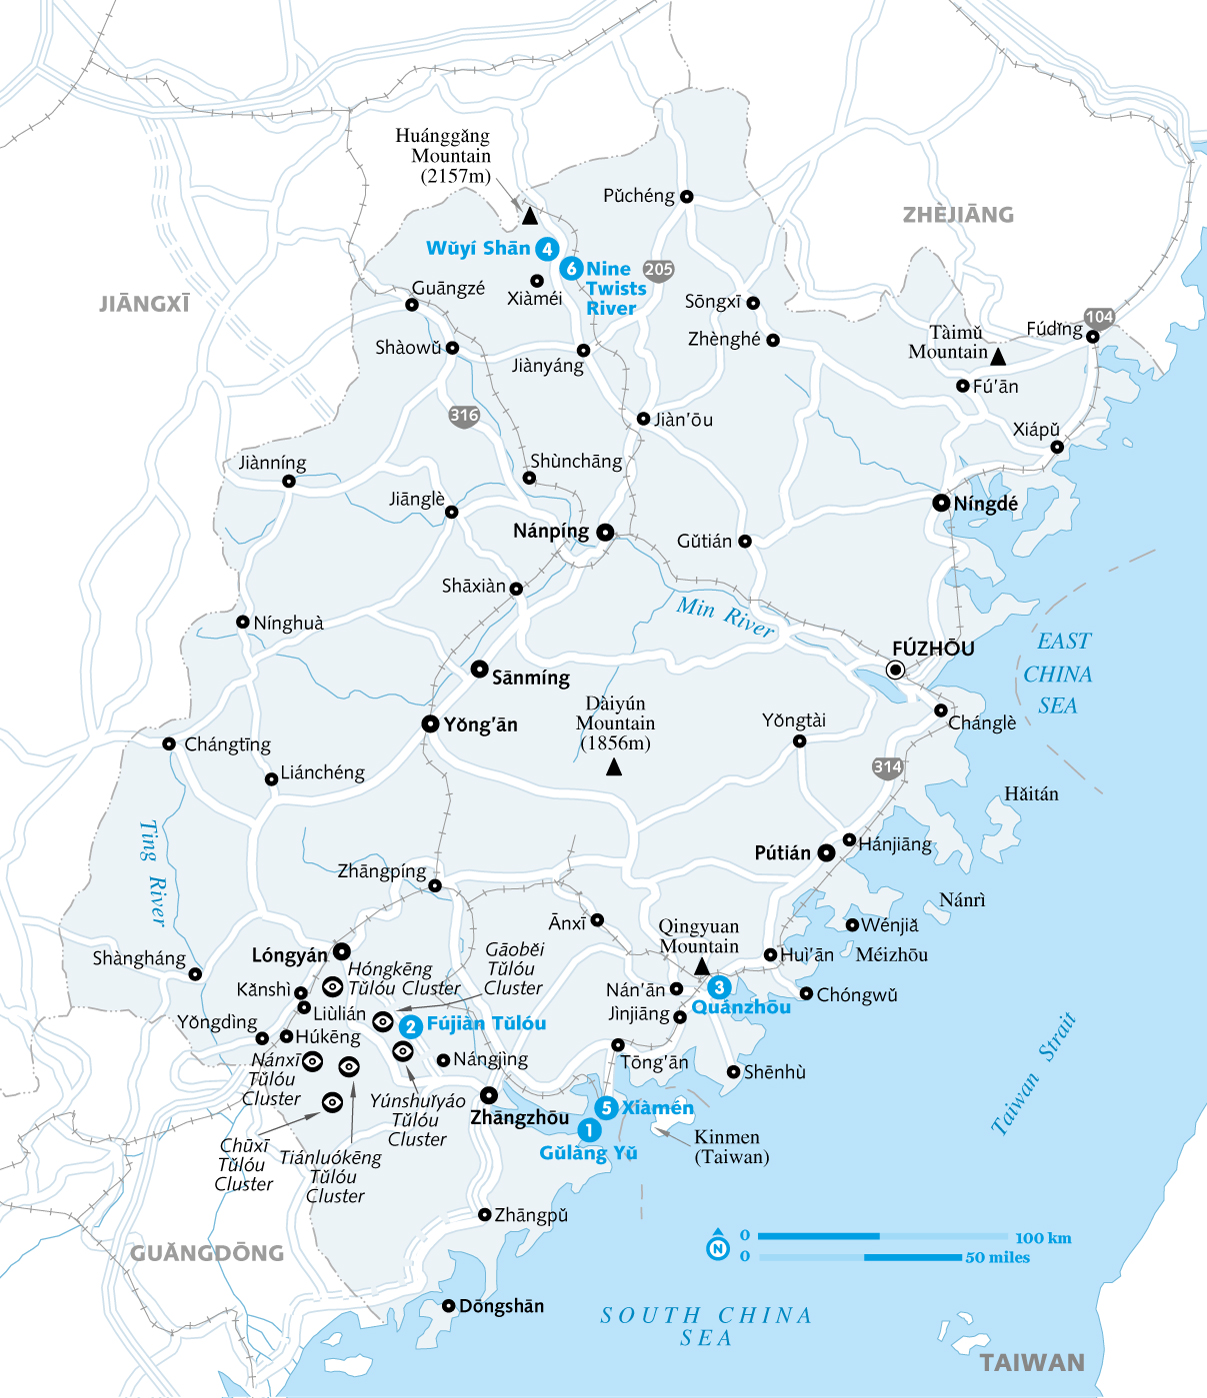 Huánggǎng
Mountain
(2157m)
Pǔchéng
ZHÈJIĀNG
Wǔyí Shān
4
6
Nine
Twists
River
205
JIĀNGXĪ
Guāngzé
Xiàméi
Sōngxī
104
Fúdǐng
Tàimǔ
Mountain
Shàowǔ
Jiànyáng
Zhènghé
Fú'ān
316
Jiàn'ōu
Xiápǔ
Jiànníng
Shùnchāng
Jiānglè
Níngdé
Nánpíng
Gǔtián
Shāxiàn
Min River
Nínghuà
FÚZHŌU
EAST
CHINA
SEA
Sānmíng
Dàiyún
Mountain
(1856m)
Yǒng'ān
Yǒngtài
Chánglè
Chángtīng
Liánchéng
314
Hǎitán
Ting River
Pútián
Hánjiāng
Zhāngpíng
Nánrì
Ānxī
Qingyuan
Mountain
Wénjiǎ
Méizhōu
Lóngyán
Gāoběi
Tǔlóu
Cluster
Huì'ān
Shàngháng
Hóngkēng
Tǔlóu Cluster
Kǎnshì
Nán'ān
3
Quánzhōu
Chóngwǔ
Liùlián
Jìnjiāng
Yǒngdìng
2
Fújiàn Tǔlóu
Húkēng
Taiwan Strait
Nánxī
Tǔlóu
Cluster
Nángjìng
Tōng'ān
Shēnhù
Yúnshuǐyáo
Tǔlóu
Cluster
Zhāngzhōu
5
Xiàmén
1
Gǔlàng Yǔ
Kinmen
(Taiwan)
Chūxī
Tǔlóu
Cluster
Tiánluókēng
Tǔlóu
Cluster
Zhāngpǔ
GUǍNGDŌNG
N
0
100 km
0
50 miles
Dōngshān
SOUTH CHINA
SEA
TAIWAN